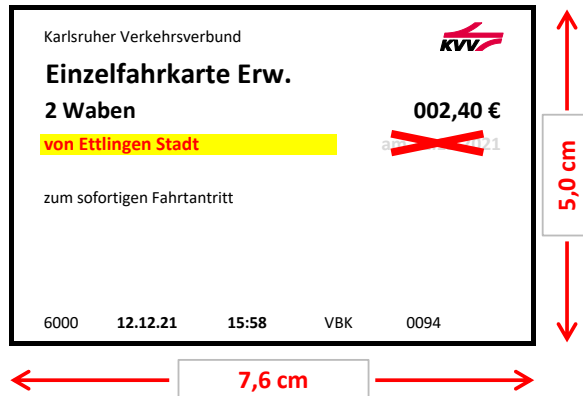 Karlsruher Verkehrsverbund
KVV
Einzelfahrkarte Erw.
2 Waben 002,40 €
von Ettlingen Stadt
zum sofortigen Fahrtantritt
5,0 cm
6000 12.12.21 15:58 VBK 0094
7,6 cm